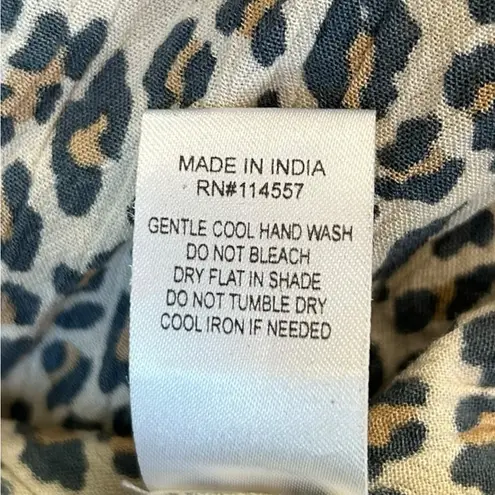 MADE IN INDIA
RN#114557
GENTLE COOL HAND WASH
DO NOT BLEACH
DRY FLAT IN SHADE
DO NOT TUMBLE DRY
COOL IRON IF NEEDED